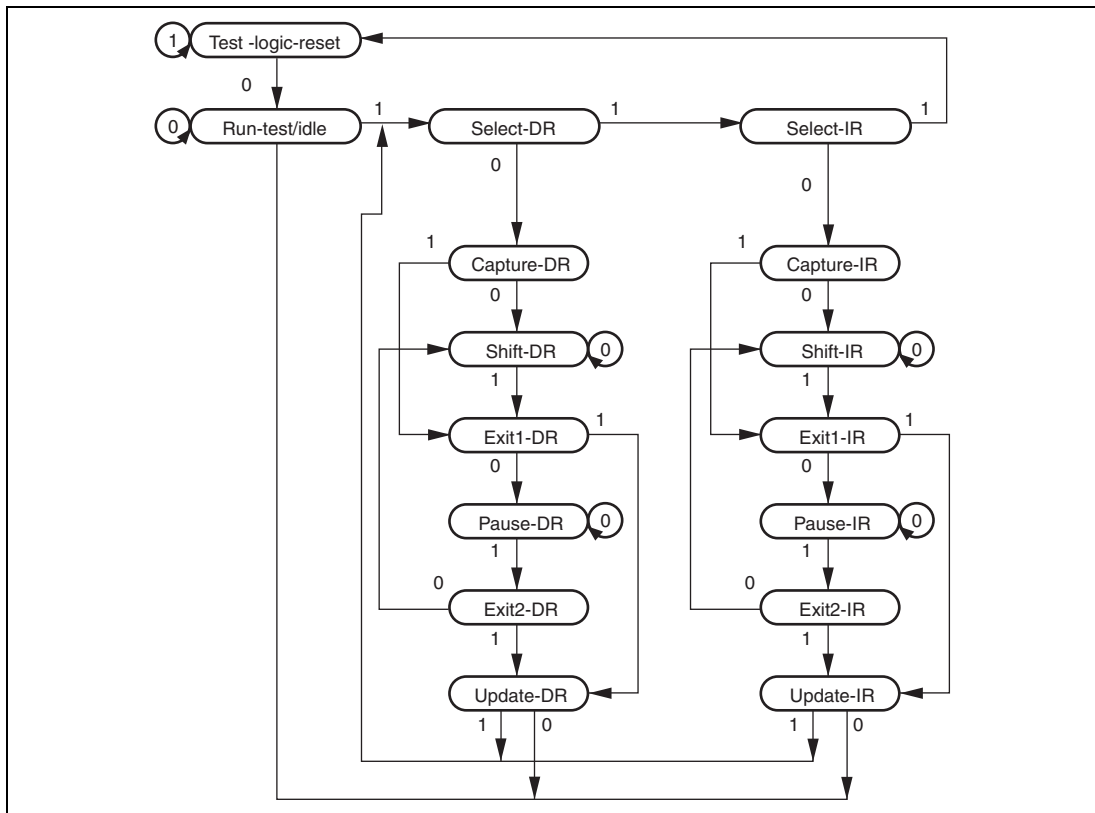 1 Test -logic-reset
0
0 Run-test/idle 1 Select-DR 1 Select-IR 1
0 0
1 1
Capture-DR Capture-IR
0 0
Shift-DR 0 Shift-IR 0
1 1
Exit1-DR 1 Exit1-IR 1
0 0
Pause-DR 0 Pause-IR 0
1 1
0 0
Exit2-DR Exit2-IR
1 1
Update-DR Update-IR
1 0 1 0